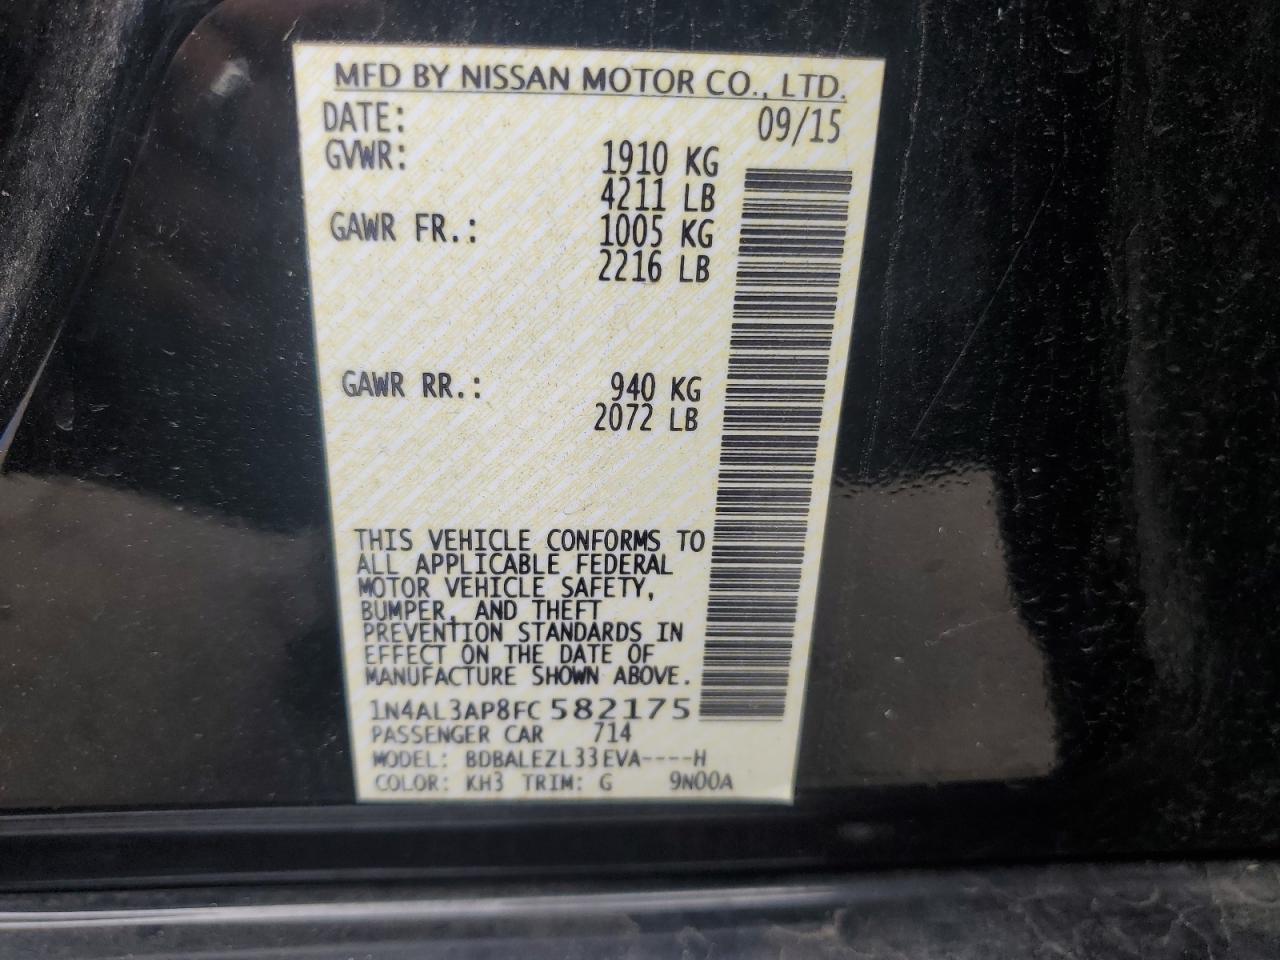 MFD BY NISSAN MOTOR CO., LTD.
DATE: 09/15
GVWR: 1910 KG
4211 LB
GAWR FR.: 1005 KG
2216 LB
GAWR RR.: 940 KG
2072 LB
THIS VEHICLE CONFORMS TO
ALL APPLICABLE FEDERAL
MOTOR VEHICLE SAFETY,
BUMPER, AND THEFT
PREVENTION STANDARDS IN
EFFECT ON THE DATE OF
MANUFACTURE SHOWN ABOVE.
1N4AL3AP8FC582175
PASSENGER CAR 714
MODEL: BDBALEZL33EVA----H
COLOR: KH3 TRIM: G 9N00A